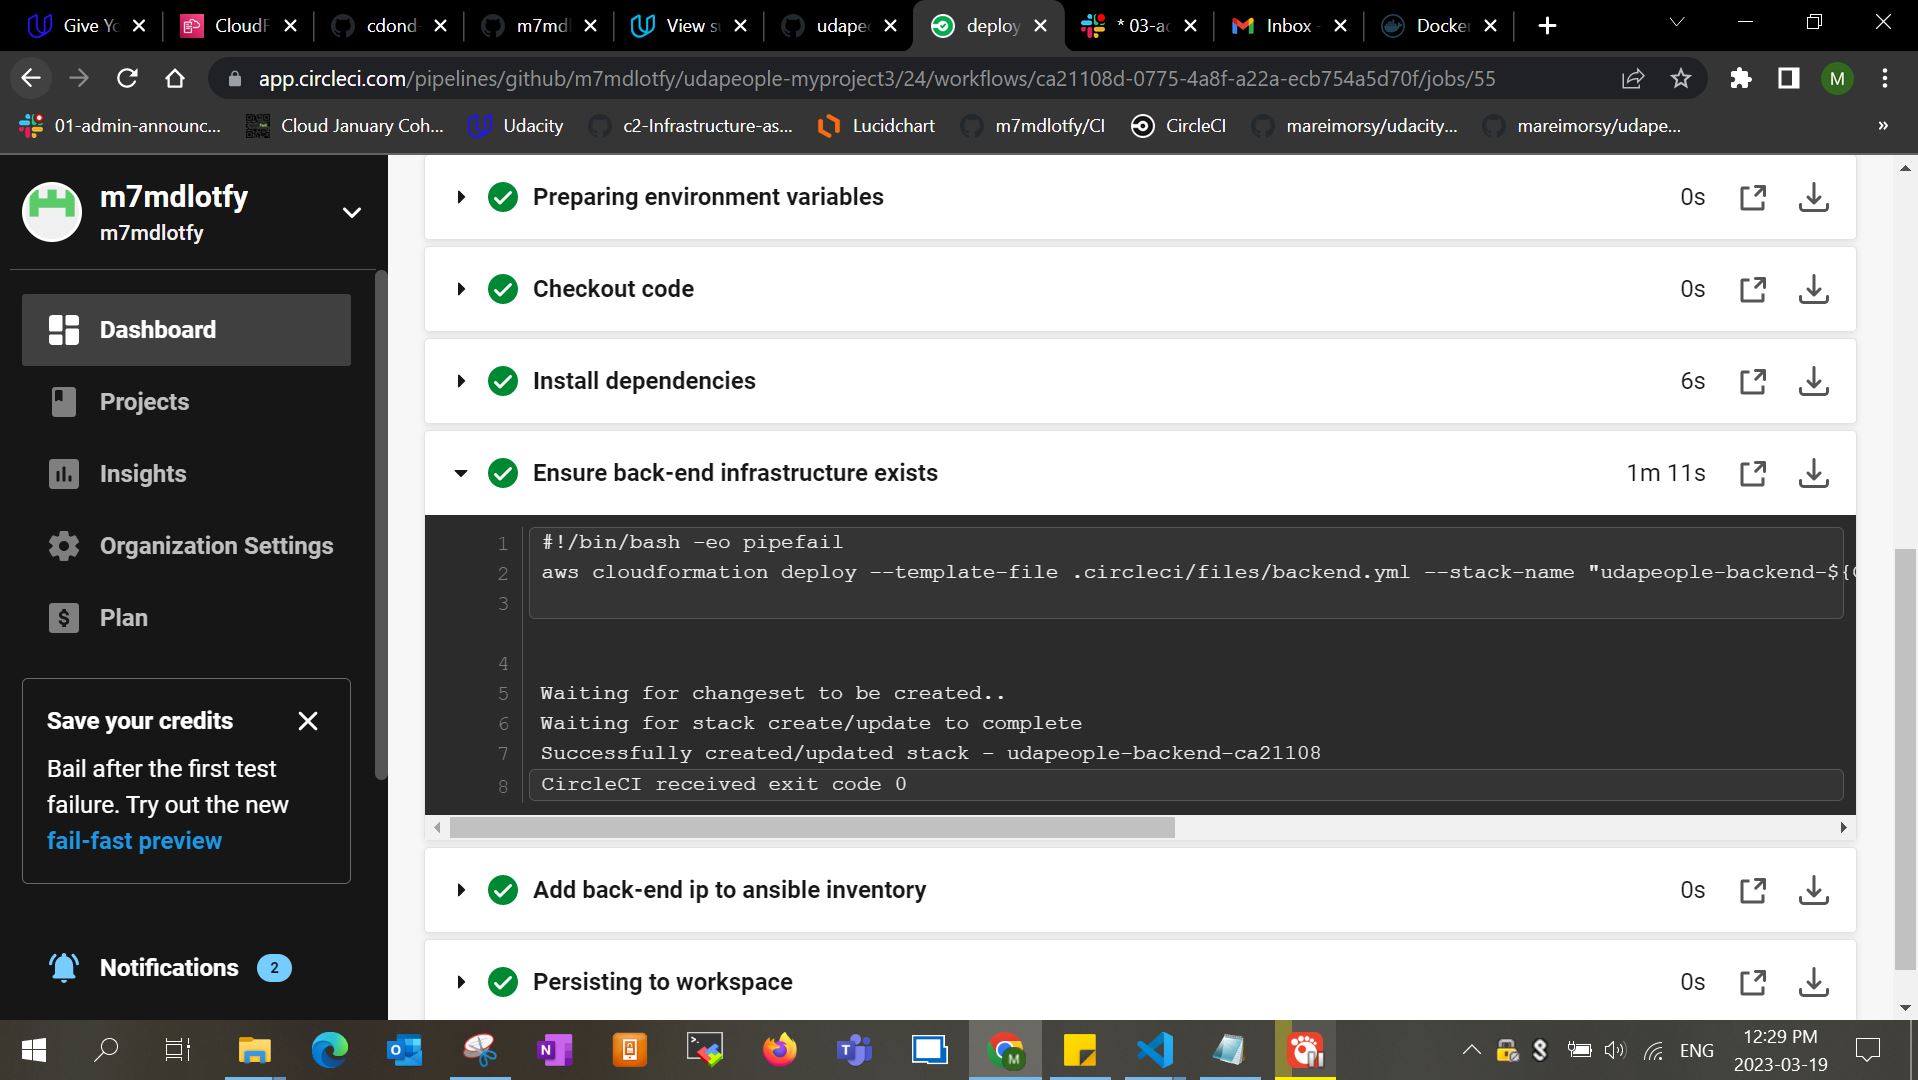 Give Yo
CloudF
cdond-
m7mdl
View su
udape
deploy
* 03-ac
Inbox -
Docker
app.circleci.com/pipelines/github/m7mdlotfy/udapeople-myproject3/24/workflows/ca21108d-0775-4a8f-a22a-ecb754a5d70f/jobs/55
M
01-admin-announc...
Cloud January Coh...
Udacity
c2-Infrastructure-as...
Lucidchart
m7mdlotfy/CI
CircleCI
mareimorsy/udacity...
mareimorsy/udape...
»
m7mdlotfy
m7mdlotfy
Dashboard
Projects
Insights
Organization Settings
Plan
Save your credits
Bail after the first test
failure. Try out the new
fail-fast preview
Notifications 2
Preparing environment variables 0s
Checkout code 0s
Install dependencies 6s
Ensure back-end infrastructure exists 1m 11s
1 #!/bin/bash -eo pipefail
2 aws cloudformation deploy --template-file .circleci/files/backend.yml --stack-name "udapeople-backend-${
3
4
5 Waiting for changeset to be created..
6 Waiting for stack create/update to complete
7 Successfully created/updated stack - udapeople-backend-ca21108
8 CircleCI received exit code 0
Add back-end ip to ansible inventory 0s
Persisting to workspace 0s
ENG
12:29 PM
2023-03-19